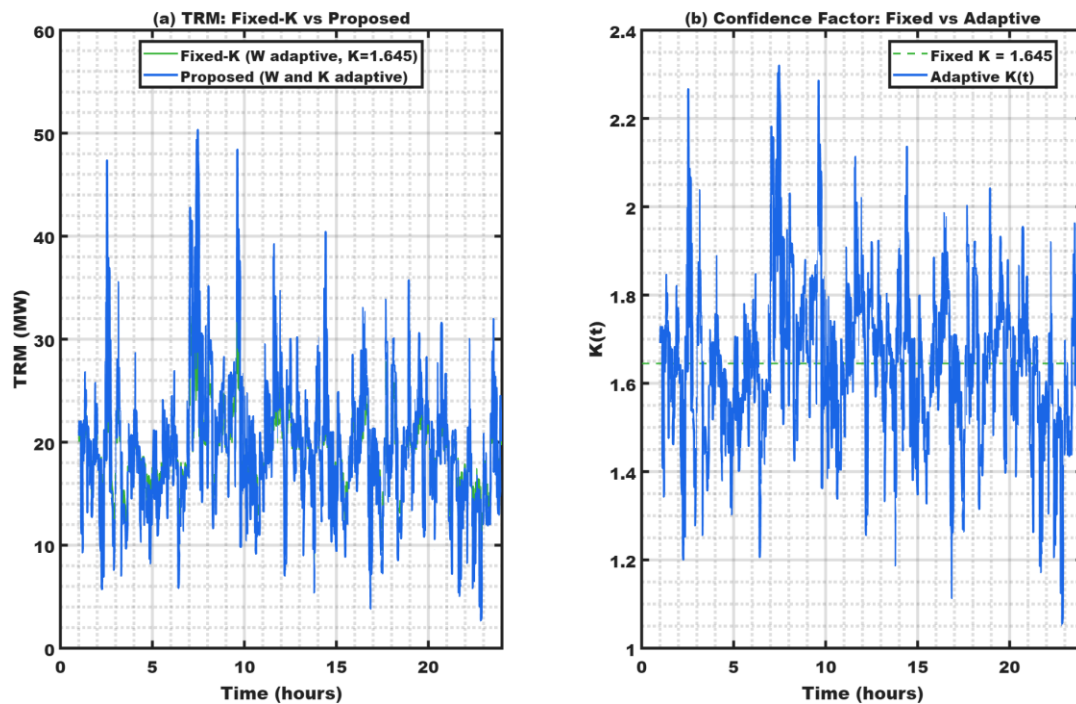 (a) TRM: Fixed-K vs Proposed
60
50
40
30
20
10
0
TRM (MW)
Fixed-K (W adaptive, K=1.645)
Proposed (W and K adaptive)
0 5 10 15 20
Time (hours)
(b) Confidence Factor: Fixed vs Adaptive
2.4
2.2
2
1.8
1.6
1.4
1.2
1
K(t)
Fixed K = 1.645
Adaptive K(t)
0 5 10 15 20
Time (hours)